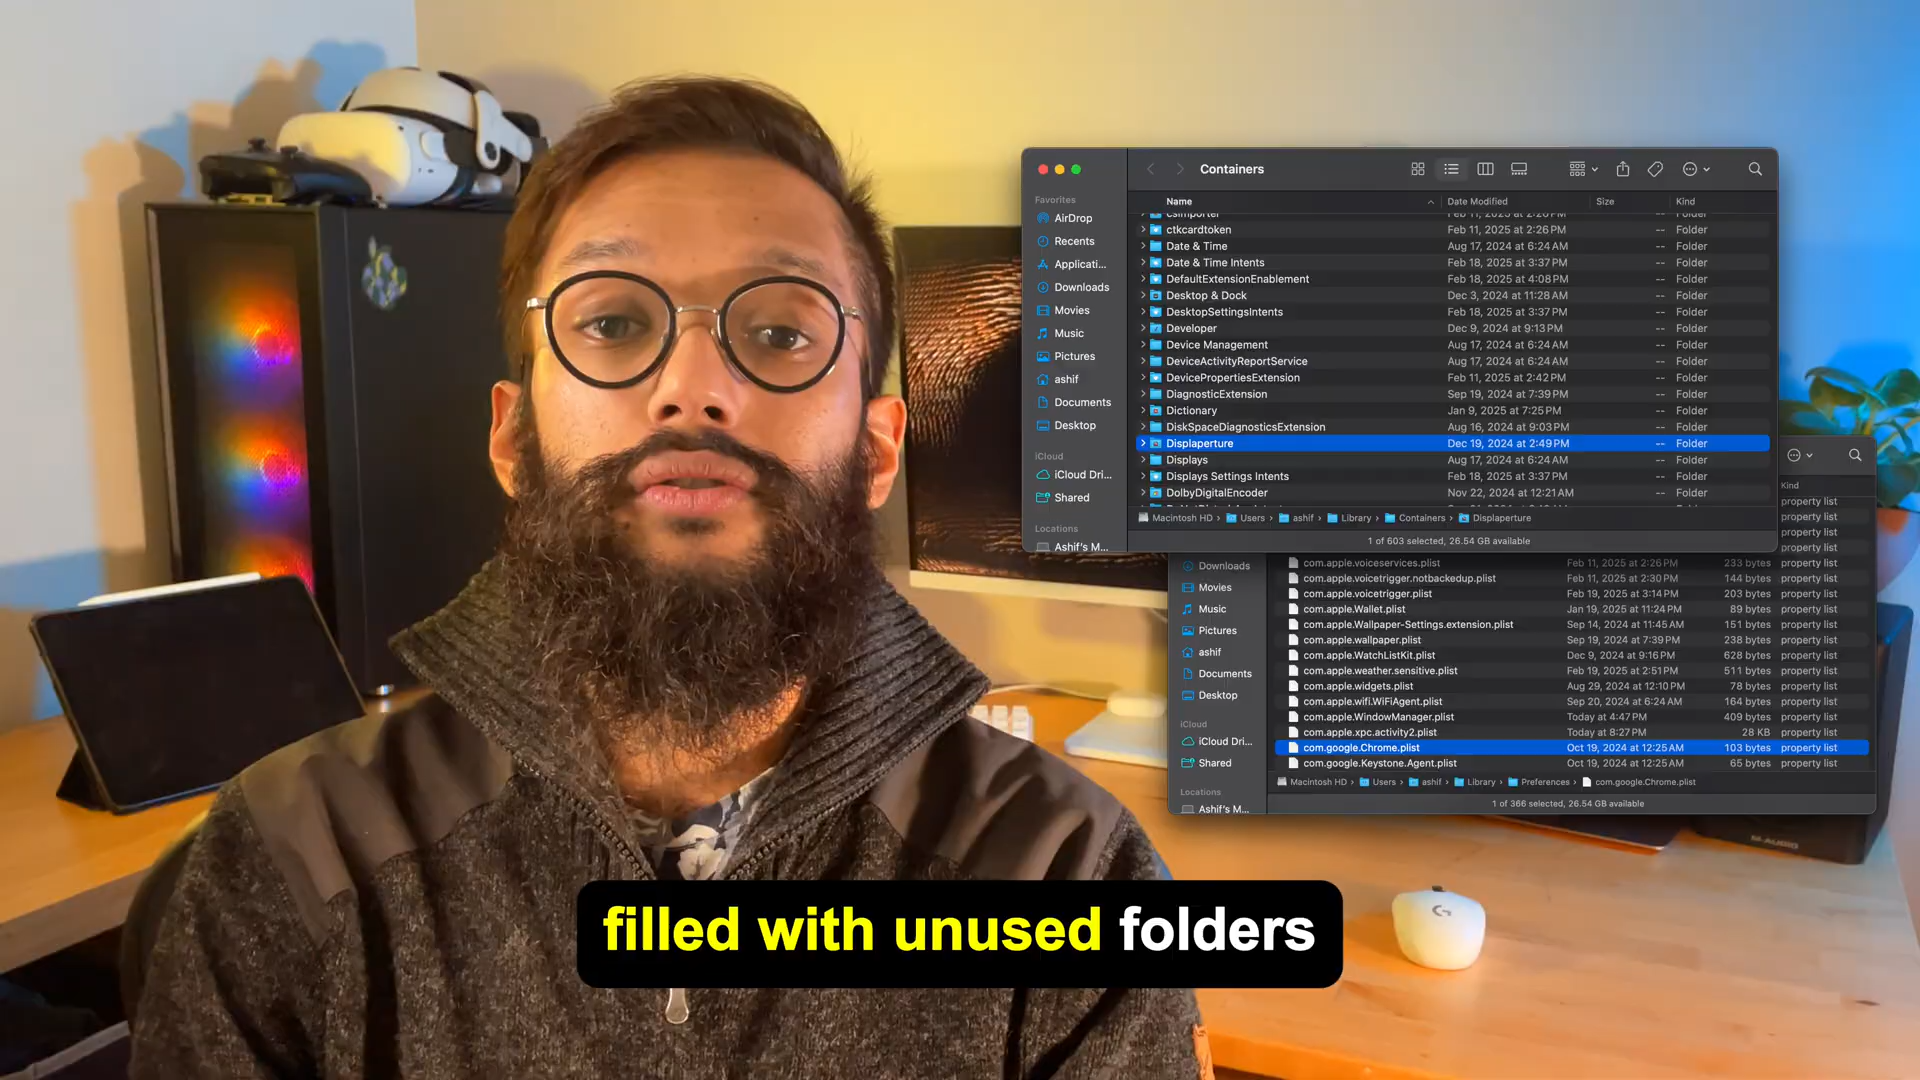 Containers
Favorites
AirDrop
Recents
Applicati...
Downloads
Movies
Music
Pictures
ashif
Documents
Desktop
iCloud
iCloud Dri...
Shared
Locations
Ashif's M...
Name Date Modified Size Kind
csimporter Feb 11, 2025 at 2:26 PM -- Folder
ctkcardtoken Feb 11, 2025 at 2:26 PM -- Folder
Date & Time Aug 17, 2024 at 6:24 AM -- Folder
Date & Time Intents Feb 18, 2025 at 3:37 PM -- Folder
DefaultExtensionEnablement Feb 18, 2025 at 4:08 PM -- Folder
Desktop & Dock Dec 3, 2024 at 11:28 AM -- Folder
DesktopSettingsIntents Feb 18, 2025 at 3:37 PM -- Folder
Developer Dec 9, 2024 at 9:13 PM -- Folder
Device Management Aug 17, 2024 at 6:24 AM -- Folder
DeviceActivityReportService Aug 17, 2024 at 6:24 AM -- Folder
DevicePropertiesExtension Feb 11, 2025 at 2:42 PM -- Folder
DiagnosticExtension Sep 19, 2024 at 7:39 PM -- Folder
Dictionary Jan 9, 2025 at 7:25 PM -- Folder
DiskSpaceDiagnosticsExtension Aug 16, 2024 at 9:03 PM -- Folder
Displaperture Dec 19, 2024 at 2:49 PM -- Folder
Displays Aug 17, 2024 at 6:24 AM -- Folder
Displays Settings Intents Feb 18, 2025 at 3:37 PM -- Folder
DolbyDigitalEncoder Nov 22, 2024 at 12:21 AM -- Folder
Macintosh HD › Users › ashif › Library › Containers › Displaperture
1 of 603 selected, 26.54 GB available
Kind
property list
property list
property list
property list
Downloads
Movies
Music
Pictures
ashif
Documents
Desktop
iCloud
iCloud Dri...
Shared
Locations
Ashif's M...
com.apple.voiceservices.plist Feb 11, 2025 at 2:26 PM 233 bytes property list
com.apple.voicetrigger.notbackedup.plist Feb 11, 2025 at 2:30 PM 144 bytes property list
com.apple.voicetrigger.plist Feb 19, 2025 at 3:14 PM 203 bytes property list
com.apple.Wallet.plist Jan 19, 2025 at 11:24 PM 89 bytes property list
com.apple.Wallpaper-Settings.extension.plist Sep 14, 2024 at 11:45 AM 151 bytes property list
com.apple.wallpaper.plist Sep 19, 2024 at 7:39 PM 238 bytes property list
com.apple.WatchListKit.plist Dec 9, 2024 at 9:16 PM 628 bytes property list
com.apple.weather.sensitive.plist Feb 19, 2025 at 2:51 PM 511 bytes property list
com.apple.widgets.plist Aug 29, 2024 at 12:10 PM 78 bytes property list
com.apple.wifi.WiFiAgent.plist Sep 20, 2024 at 6:24 AM 164 bytes property list
com.apple.WindowManager.plist Today at 4:47 PM 409 bytes property list
com.apple.xpc.activity2.plist Today at 8:27 PM 28 KB property list
com.google.Chrome.plist Oct 19, 2024 at 12:25 AM 103 bytes property list
com.google.Keystone.Agent.plist Oct 19, 2024 at 12:25 AM 65 bytes property list
Macintosh HD › Users › ashif › Library › Preferences › com.google.Chrome.plist
1 of 366 selected, 26.54 GB available
M-AUDIO
G
filled with unused folders